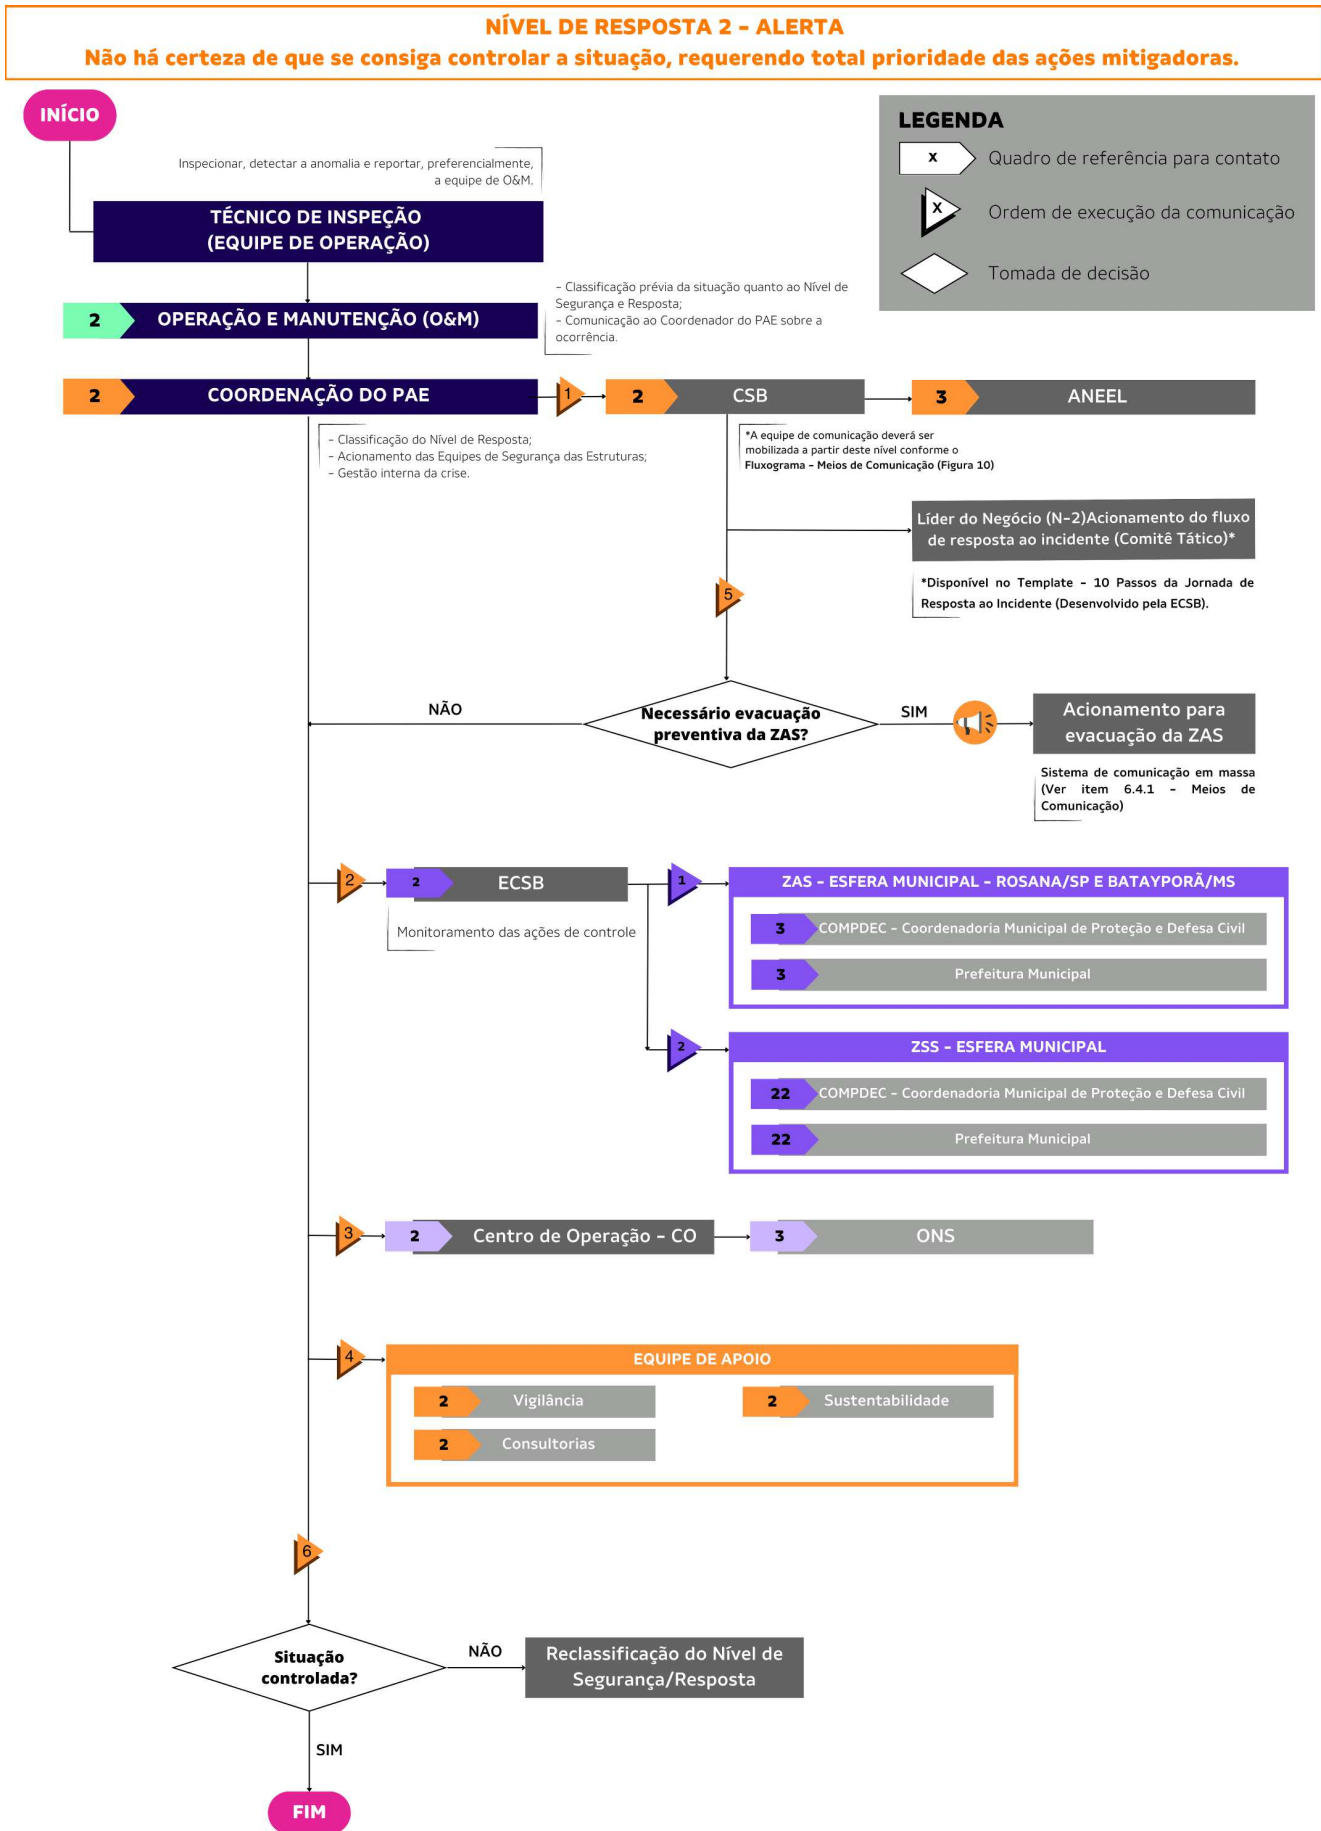 NÍVEL DE RESPOSTA 2 – ALERTA
Não há certeza de que se consiga controlar a situação, requerendo total prioridade das ações mitigadoras.
INÍCIO
LEGENDA
X
Quadro de referência para contato
X
Ordem de execução da comunicação
Tomada de decisão
Inspecionar, detectar a anomalia e reportar, preferencialmente,
a equipe de O&M.
TÉCNICO DE INSPEÇÃO
(EQUIPE DE OPERAÇÃO)
– Classificação prévia da situação quanto ao Nível de
Segurança e Resposta;
– Comunicação ao Coordenador do PAE sobre a
ocorrência.
2
OPERAÇÃO E MANUTENÇÃO (O&M)
2
COORDENAÇÃO DO PAE
1
2
CSB
3
ANEEL
– Classificação do Nível de Resposta;
– Acionamento das Equipes de Segurança das Estruturas;
– Gestão interna da crise.
*A equipe de comunicação deverá ser
mobilizada a partir deste nível conforme o
Fluxograma – Meios de Comunicação (Figura 10)
Líder do Negócio (N-2)Acionamento do fluxo
de resposta ao incidente (Comitê Tático)*
*Disponível no Template – 10 Passos da Jornada de
Resposta ao Incidente (Desenvolvido pela ECSB).
5
Necessário evacuação
preventiva da ZAS?
NÃO
SIM
Acionamento para
evacuação da ZAS
Sistema de comunicação em massa
(Ver item 6.4.1 – Meios de
Comunicação)
2
2
ECSB
Monitoramento das ações de controle
1
ZAS – ESFERA MUNICIPAL – ROSANA/SP E BATAYPORÃ/MS
3
COMPDEC – Coordenadoria Municipal de Proteção e Defesa Civil
3
Prefeitura Municipal
2
ZSS – ESFERA MUNICIPAL
22
COMPDEC – Coordenadoria Municipal de Proteção e Defesa Civil
22
Prefeitura Municipal
3
2
Centro de Operação – CO
3
ONS
4
EQUIPE DE APOIO
2
Vigilância
2
Sustentabilidade
2
Consultorias
6
Situação
controlada?
NÃO
Reclassificação do Nível de
Segurança/Resposta
SIM
FIM